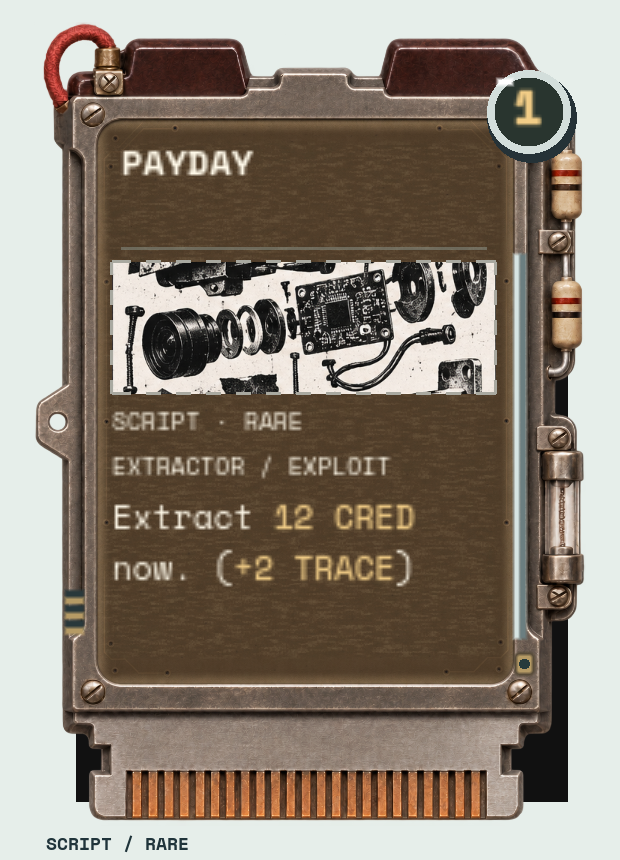 1
PAYDAY
SCRIPT · RARE
EXTRACTOR / EXPLOIT
Extract 12 CRED
now. (+2 TRACE)
SCRIPT / RARE